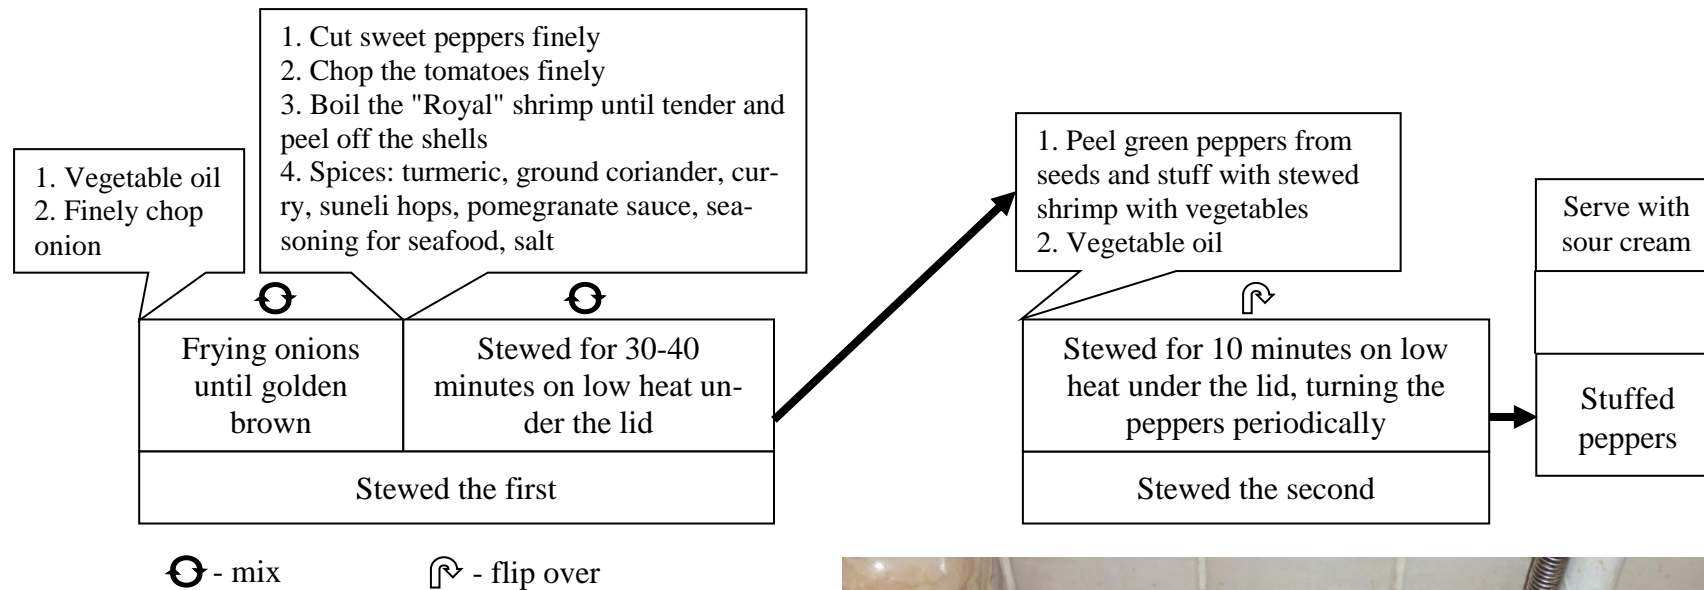 1. Vegetable oil
2. Finely chop
onion
1. Cut sweet peppers finely
2. Chop the tomatoes finely
3. Boil the "Royal" shrimp until tender and
peel off the shells
4. Spices: turmeric, ground coriander, cur-
ry, suneli hops, pomegranate sauce, sea-
soning for seafood, salt
Frying onions
until golden
brown
Stewed for 30-40
minutes on low heat un-
der the lid
Stewed the first
1. Peel green peppers from
seeds and stuff with stewed
shrimp with vegetables
2. Vegetable oil
Stewed for 10 minutes on low
heat under the lid, turning the
peppers periodically
Stewed the second
Serve with
sour cream
Stuffed
peppers
- mix
- flip over